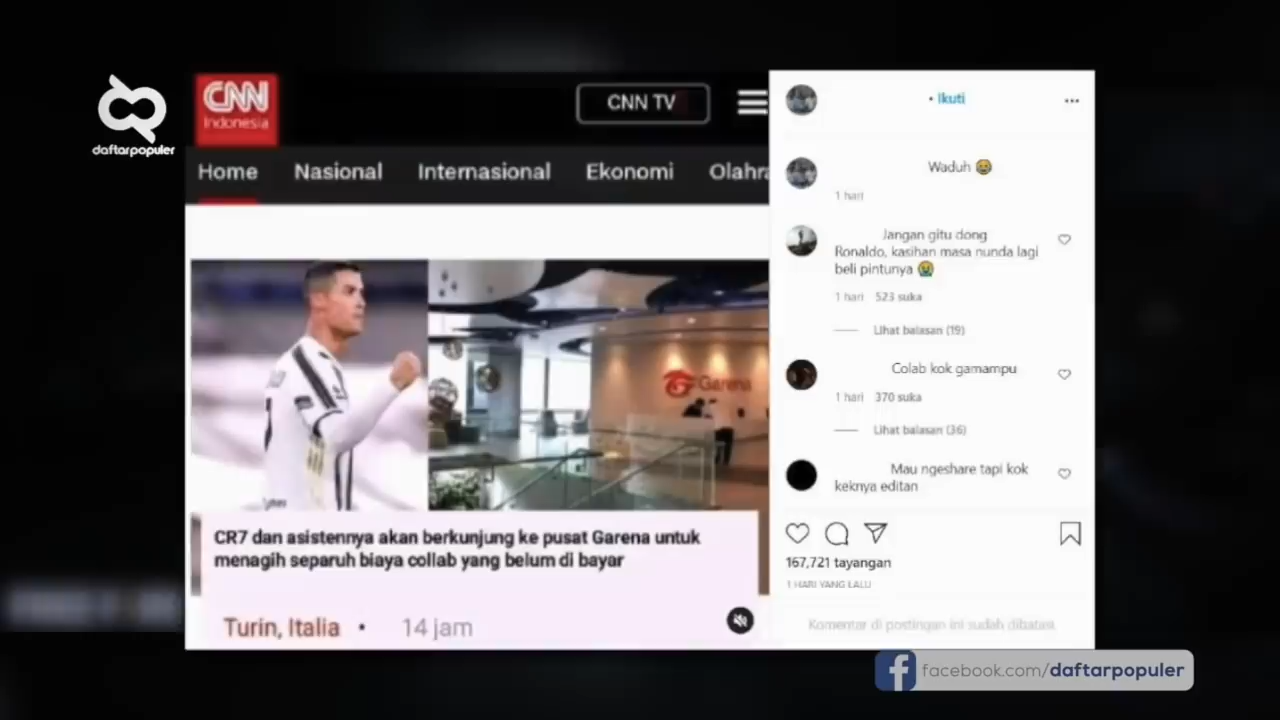 daftarpopuler
CNN
Indonesia
CNN TV
Home
Nasional
Internasional
Ekonomi
Olahra
Garena
CR7 dan asistennya akan berkunjung ke pusat Garena untuk
menagih separuh biaya collab yang belum di bayar
Turin, Italia • 14 jam
• Ikuti
Waduh 😭
1 hari
Jangan gitu dong
Ronaldo, kasihan masa nunda lagi
beli pintunya 😭
1 hari 523 suka
Lihat balasan (19)
Colab kok gamampu
1 hari 370 suka
Lihat balasan (36)
Mau ngeshare tapi kok
keknya editan
167,721 tayangan
1 HARI YANG LALU
Komentar di postingan ini sudah dibatasi
facebook.com/daftarpopuler